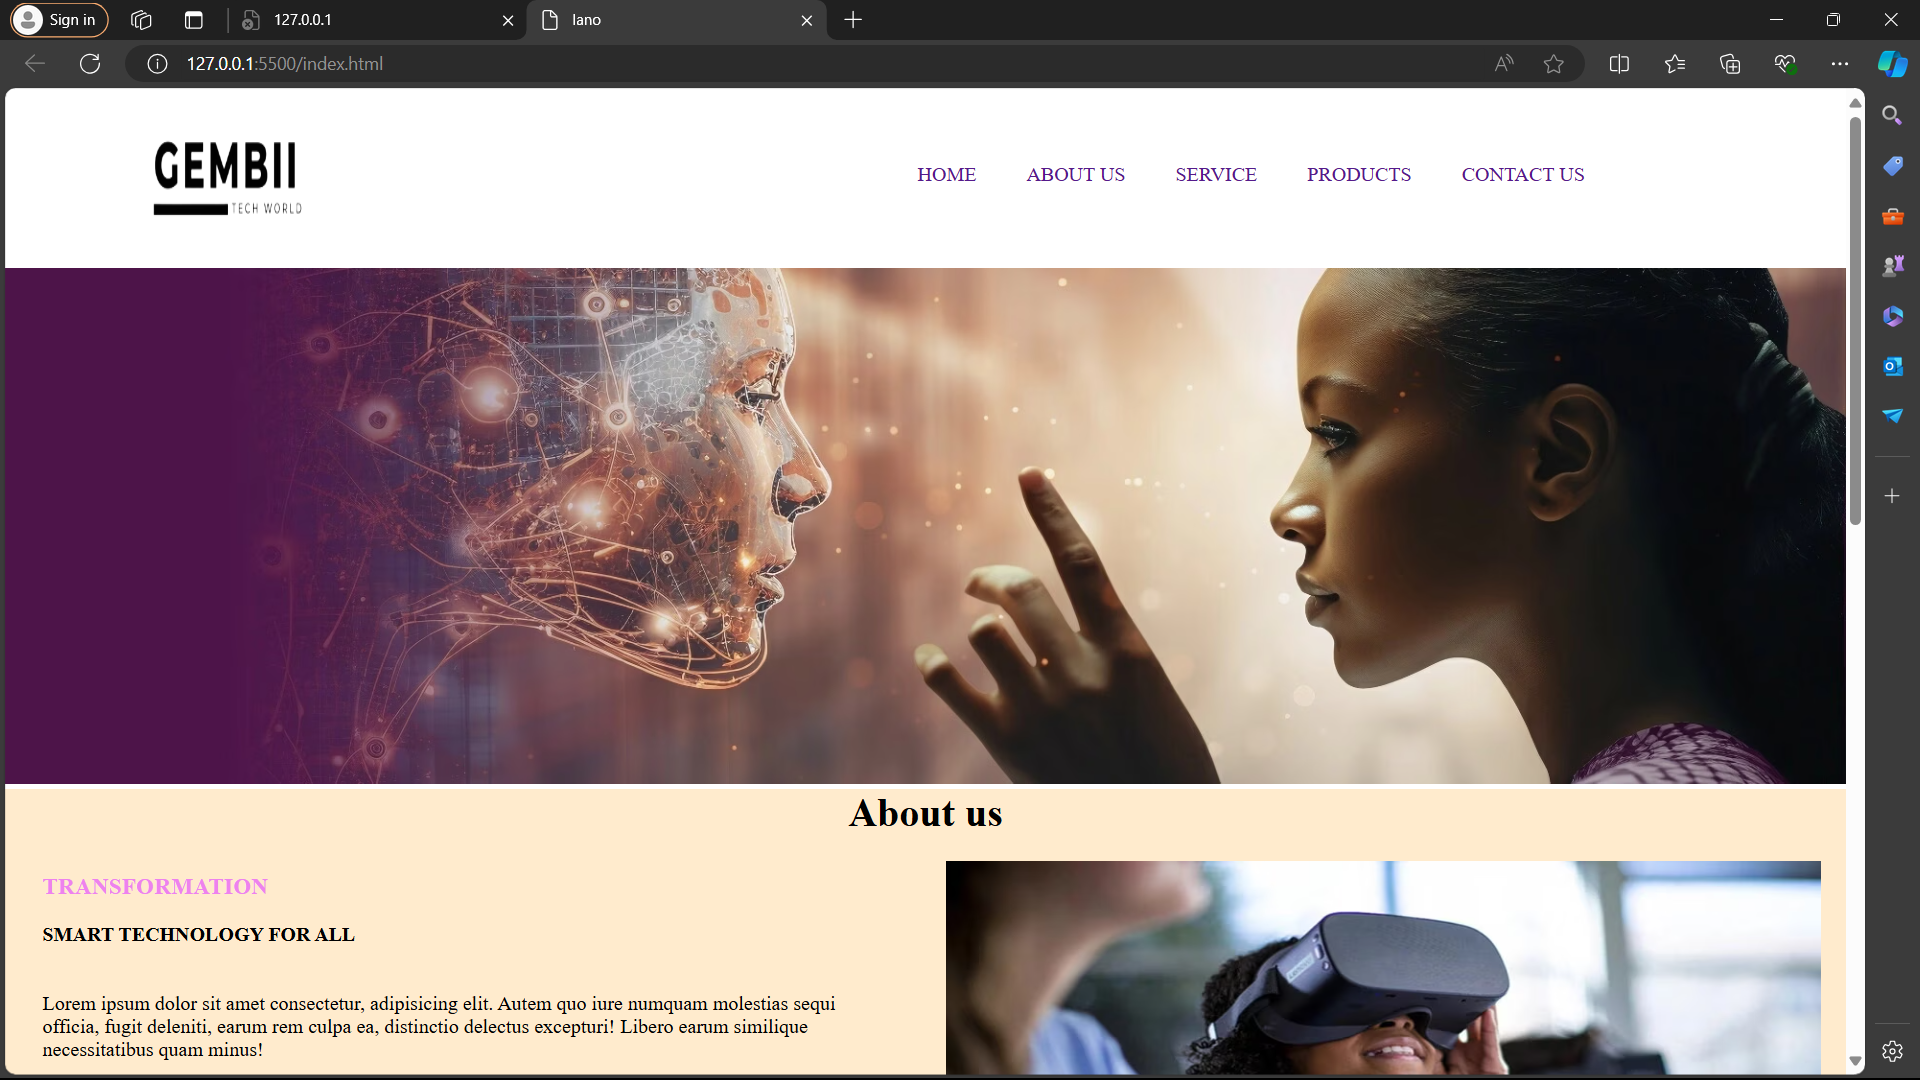 Sign in
127.0.0.1
lano
127.0.0.1:5500/index.html
GEMBII
TECH WORLD
HOME
ABOUT US
SERVICE
PRODUCTS
CONTACT US
About us
TRANSFORMATION
SMART TECHNOLOGY FOR ALL
Lorem ipsum dolor sit amet consectetur, adipisicing elit. Autem quo iure numquam molestias sequi
officia, fugit deleniti, earum rem culpa ea, distinctio delectus excepturi! Libero earum similique
necessitatibus quam minus!
Lenovo